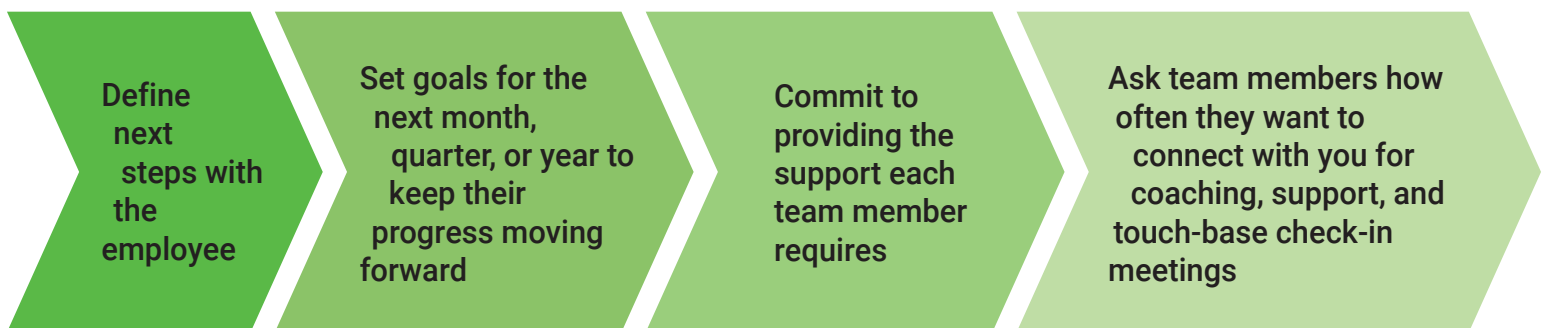 Define
next
steps with
the
employee
Set goals for the
next month,
quarter, or year to
keep their
progress moving
forward
Commit to
providing the
support each
team member
requires
Ask team members how
often they want to
connect with you for
coaching, support, and
touch-base check-in
meetings